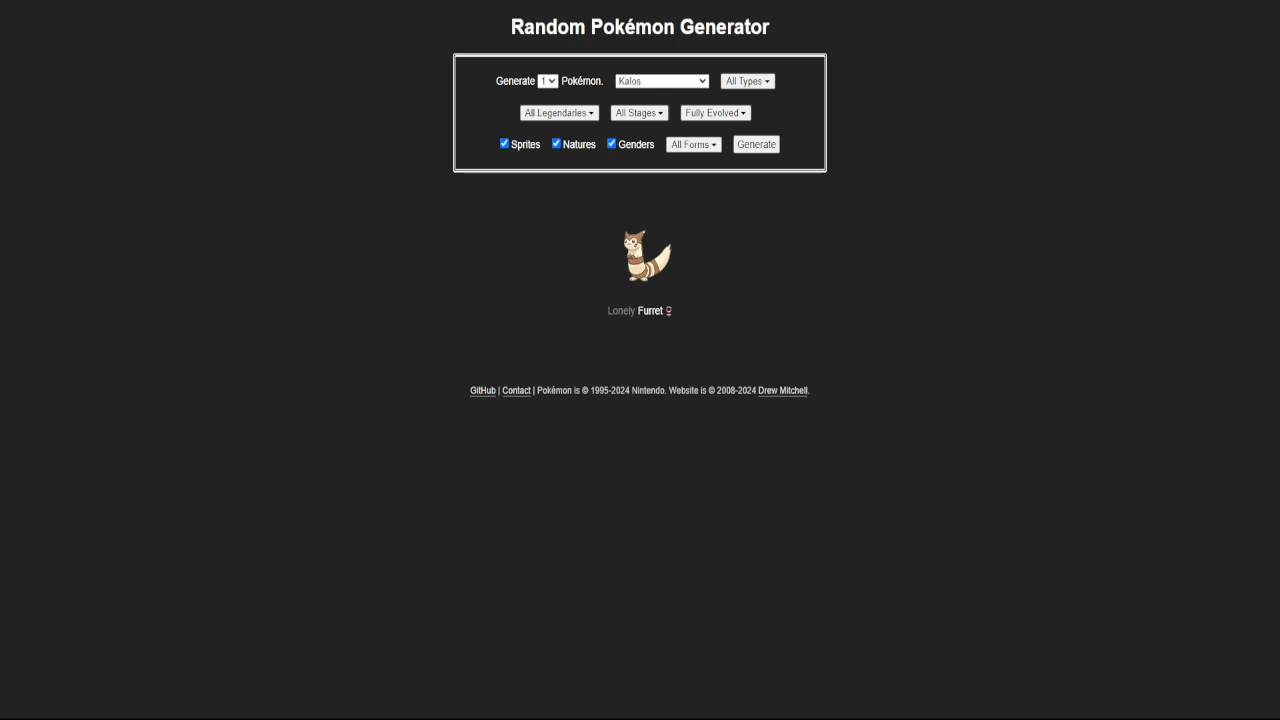 Random Pokémon Generator
Generate 1 Pokémon. Kalos All Types
All Legendaries All Stages Fully Evolved
Sprites Natures Genders All Forms Generate
Lonely Furret ♀
GitHub | Contact | Pokémon is © 1995-2024 Nintendo. Website is © 2008-2024 Drew Mitchell.